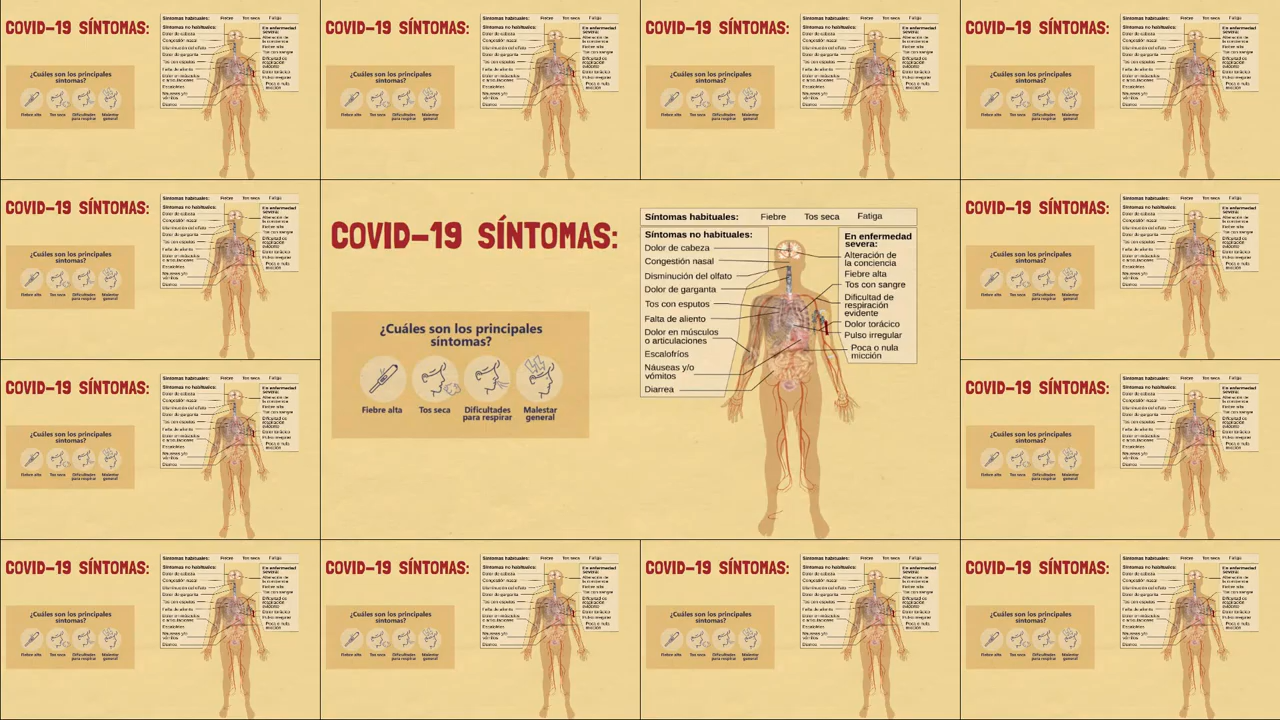 COVID-19 SÍNTOMAS:
¿Cuáles son los principales
síntomas?
Fiebre alta
Tos seca
Dificultades
para respirar
Malestar
general
Síntomas habituales: Fiebre Tos seca Fatiga
Síntomas no habituales:
Dolor de cabeza
Congestión nasal
Disminución del olfato
Dolor de garganta
Tos con esputos
Falta de aliento
Dolor en músculos
o articulaciones
Escalofríos
Náuseas y/o
vómitos
Diarrea
En enfermedad
severa:
Alteración de
la conciencia
Fiebre alta
Tos con sangre
Dificultad de
respiración
evidente
Dolor torácico
Pulso irregular
Poca o nula
micción